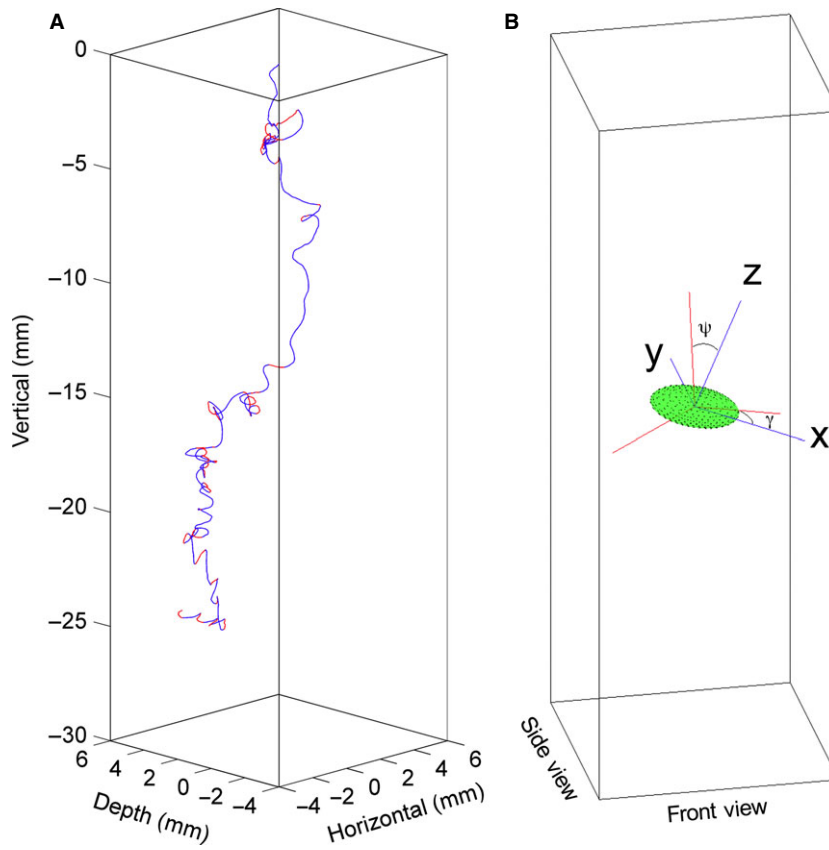 A
B
0
−5
−10
−15
−20
−25
−30
Vertical (mm)
6
4
2
0
−2
−4
Depth (mm)
−4
−2
0
2
4
6
Horizontal (mm)
ψ
z
y
γ
x
Side view
Front view